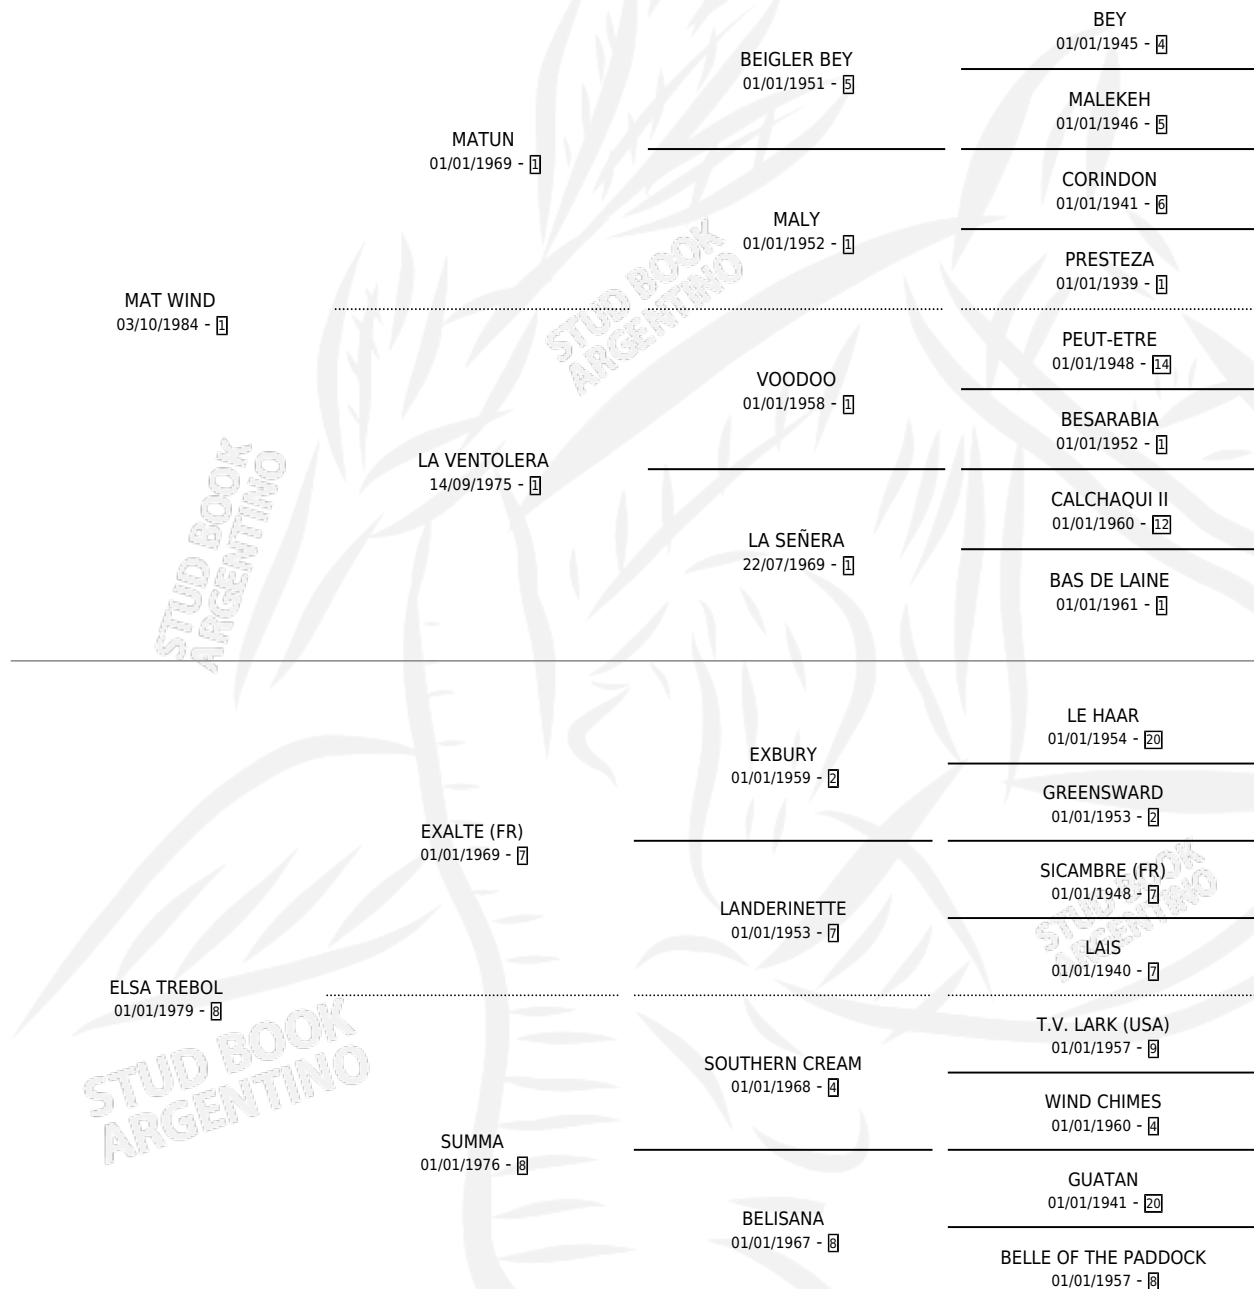 BEY
01/01/1945 - 4
BEIGLER BEY
01/01/1951 - 5
MALEKEH
01/01/1946 - 5
MATUN
01/01/1969 - 1
CORINDON
01/01/1941 - 6
MALY
01/01/1952 - 1
PRESTEZA
01/01/1939 - 1
MAT WIND
03/10/1984 - 1
PEUT-ETRE
01/01/1948 - 14
VOODOO
01/01/1958 - 1
BESARABIA
01/01/1952 - 1
LA VENTOLERA
14/09/1975 - 1
CALCHAQUI II
01/01/1960 - 12
LA SEÑERA
22/07/1969 - 1
BAS DE LAINE
01/01/1961 - 1
LE HAAR
01/01/1954 - 20
EXBURY
01/01/1959 - 2
GREENSWARD
01/01/1953 - 2
EXALTE (FR)
01/01/1969 - 7
SICAMBRE (FR)
01/01/1948 - 7
LANDERINETTE
01/01/1953 - 7
LAIS
01/01/1940 - 7
ELSA TREBOL
01/01/1979 - 8
T.V. LARK (USA)
01/01/1957 - 9
SOUTHERN CREAM
01/01/1968 - 4
WIND CHIMES
01/01/1960 - 4
SUMMA
01/01/1976 - 8
GUATAN
01/01/1941 - 20
BELISANA
01/01/1967 - 8
BELLE OF THE PADDOCK
01/01/1957 - 8
STUD BOOK
ARGENTINO
STUD BOOK
ARGENTINO
STUD BOOK
ARGENTINO
STUD BOOK
ARGENTINO